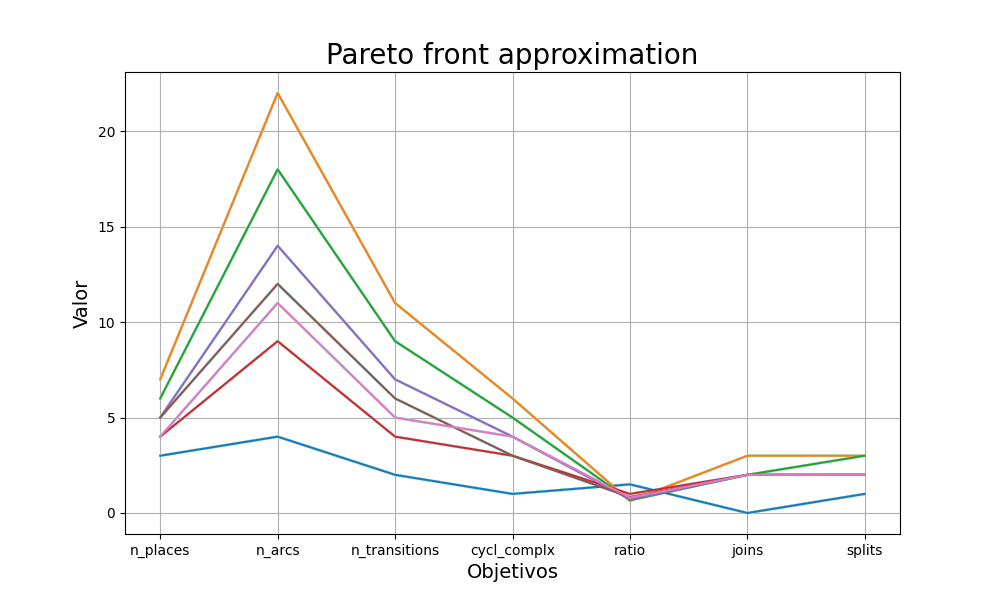 Pareto front approximation
Valor
20
15
10
5
0
n_places n_arcs n_transitions cycl_complx ratio joins splits
Objetivos